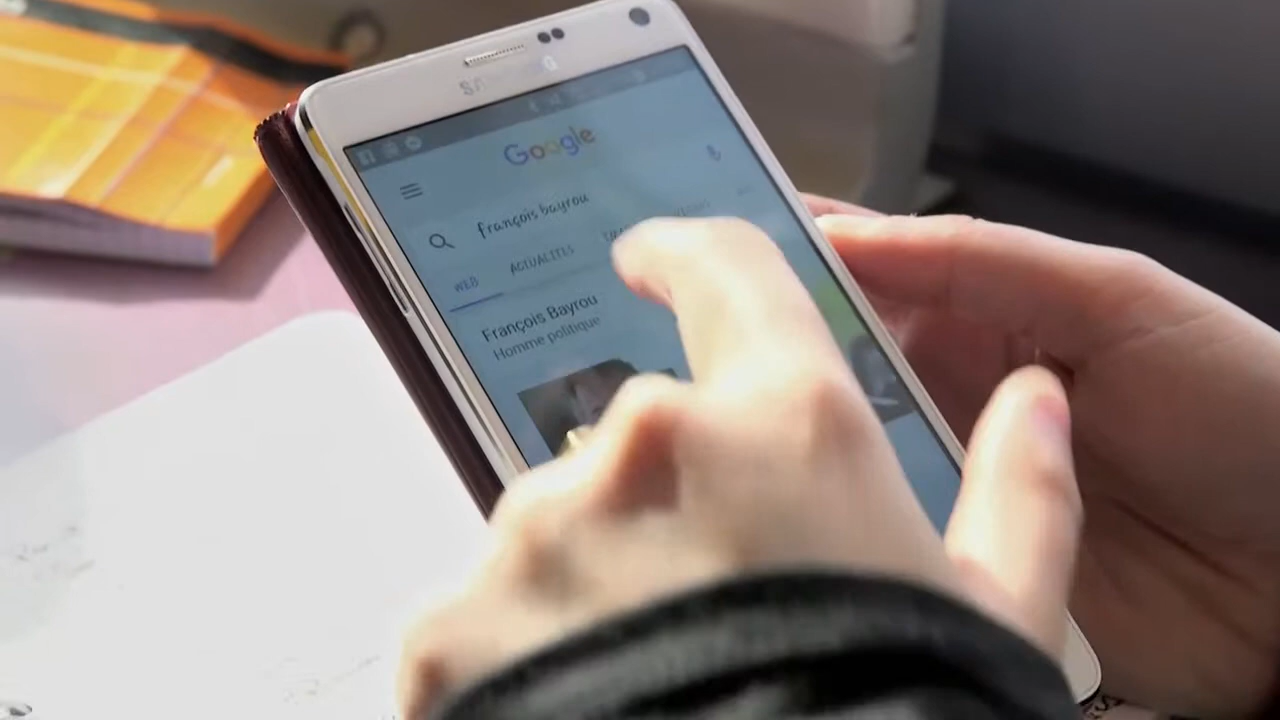 SAMSUNG
Google
françois bayrou
WEB ACTUALITÉS
François Bayrou
Homme politique